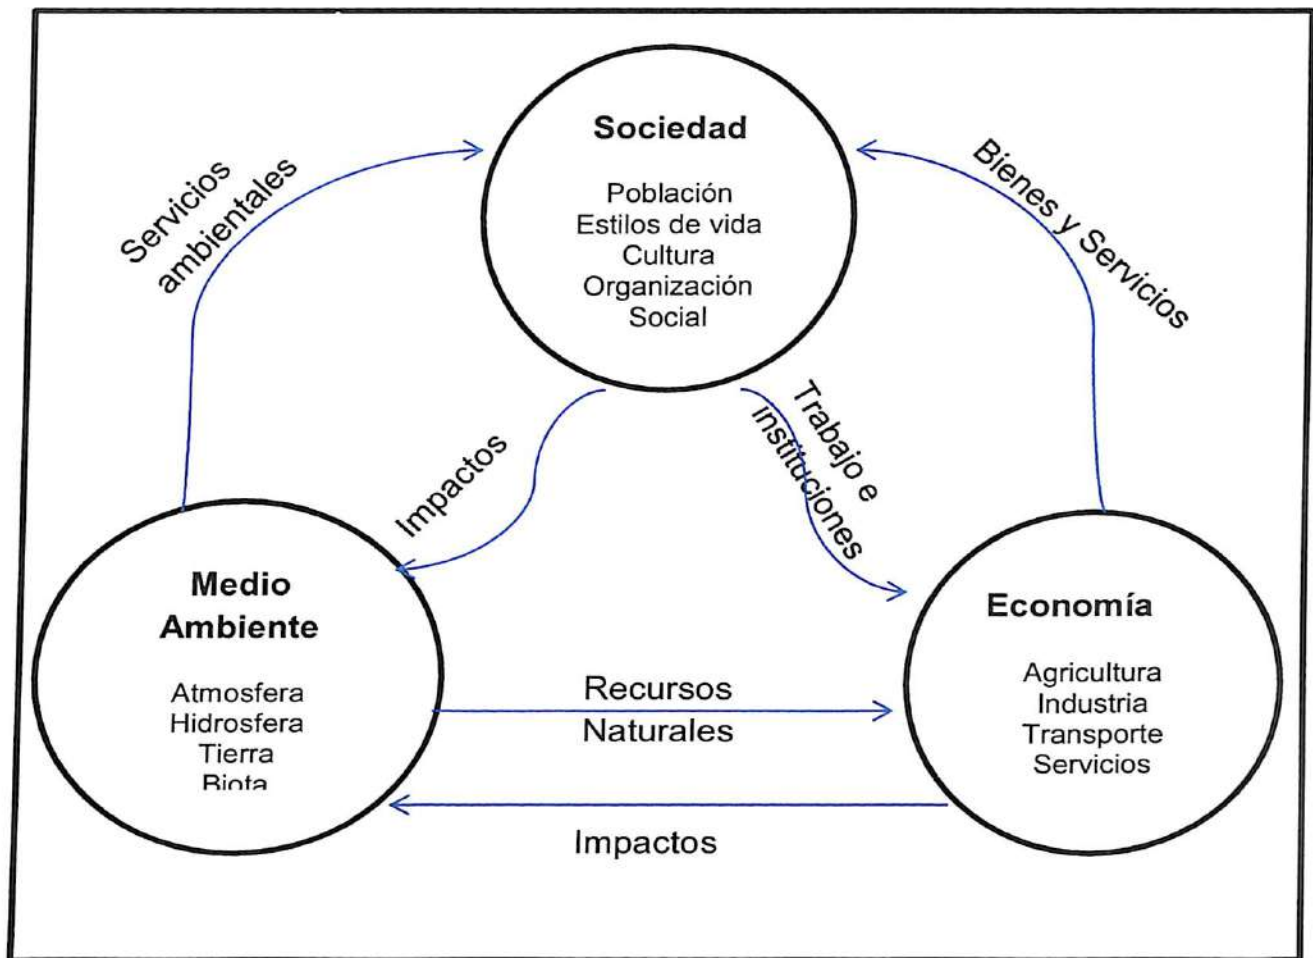 Sociedad
Población
Estilos de vida
Cultura
Organización
Social
Servicios
ambientales
Bienes y Servicios
Impactos
Trabajo e
instituciones
Medio
Ambiente
Atmosfera
Hidrosfera
Tierra
Biota
Recursos
Naturales
Impactos
Economía
Agricultura
Industria
Transporte
Servicios